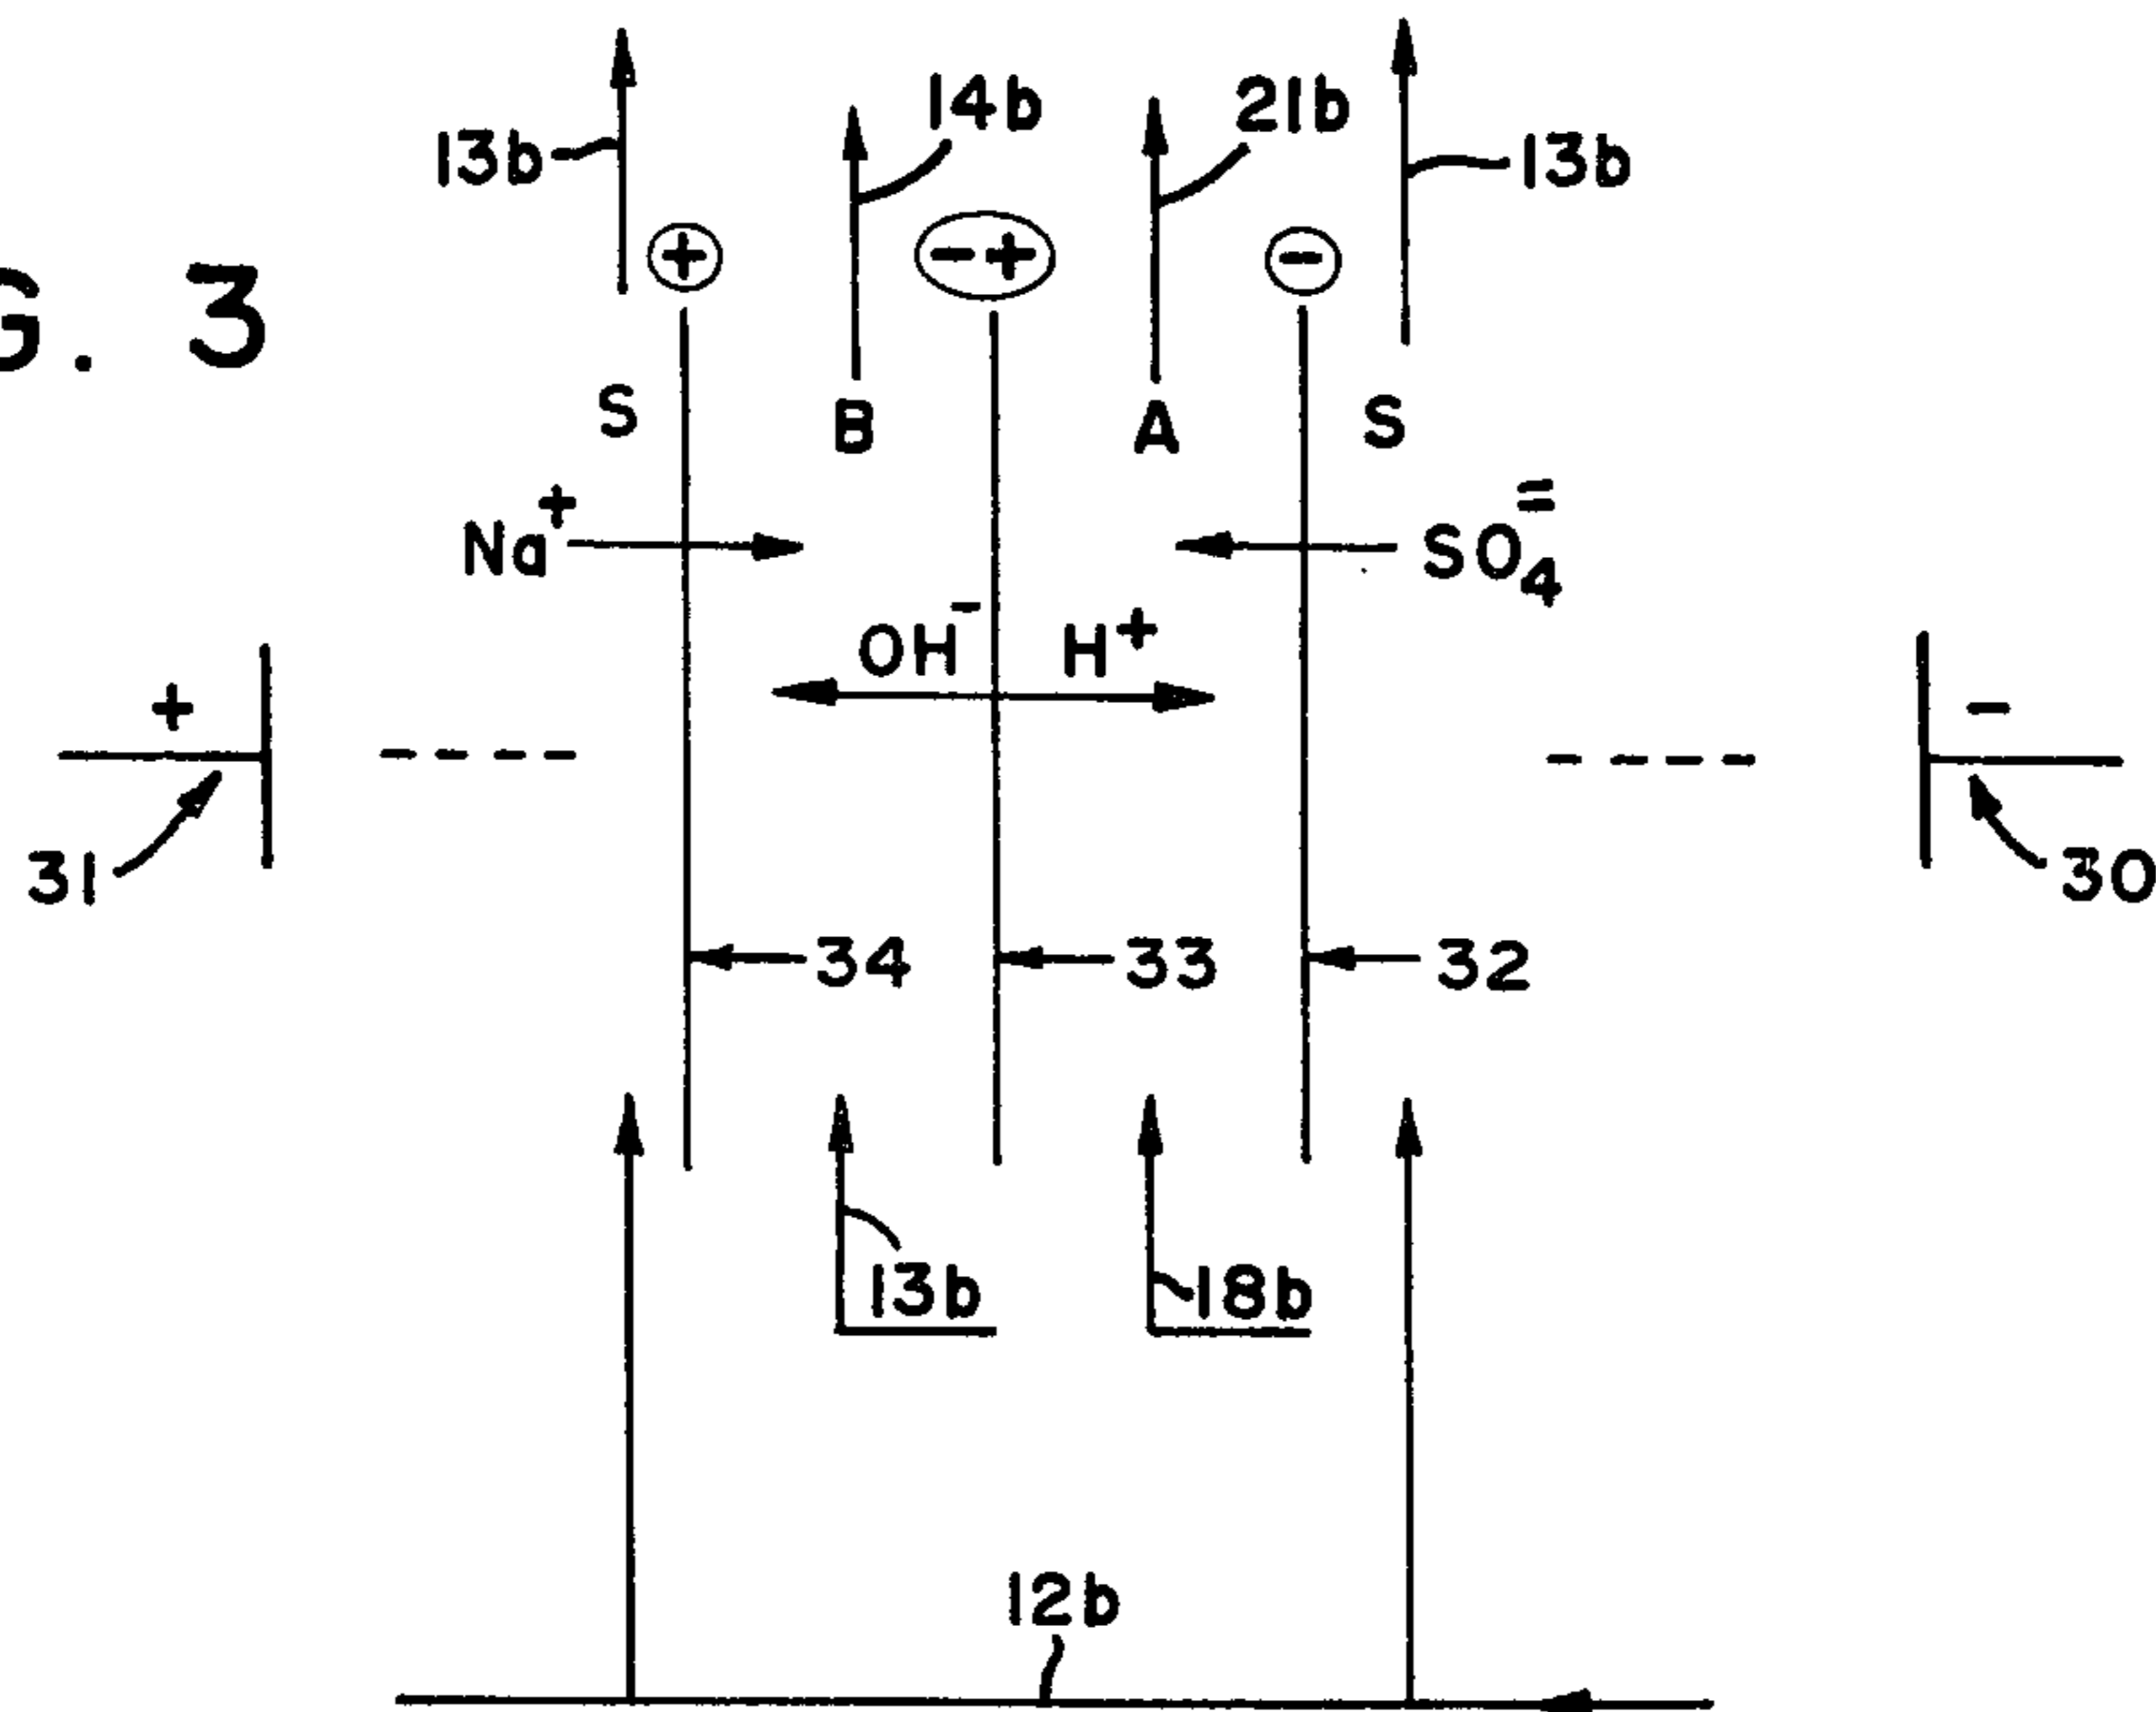 14b 21b
13b 13b
+ - + -
G. 3
S B A S
Na+ SO4=
OH- H+
+ -
31 30
34 33 32
13b 18b
12b